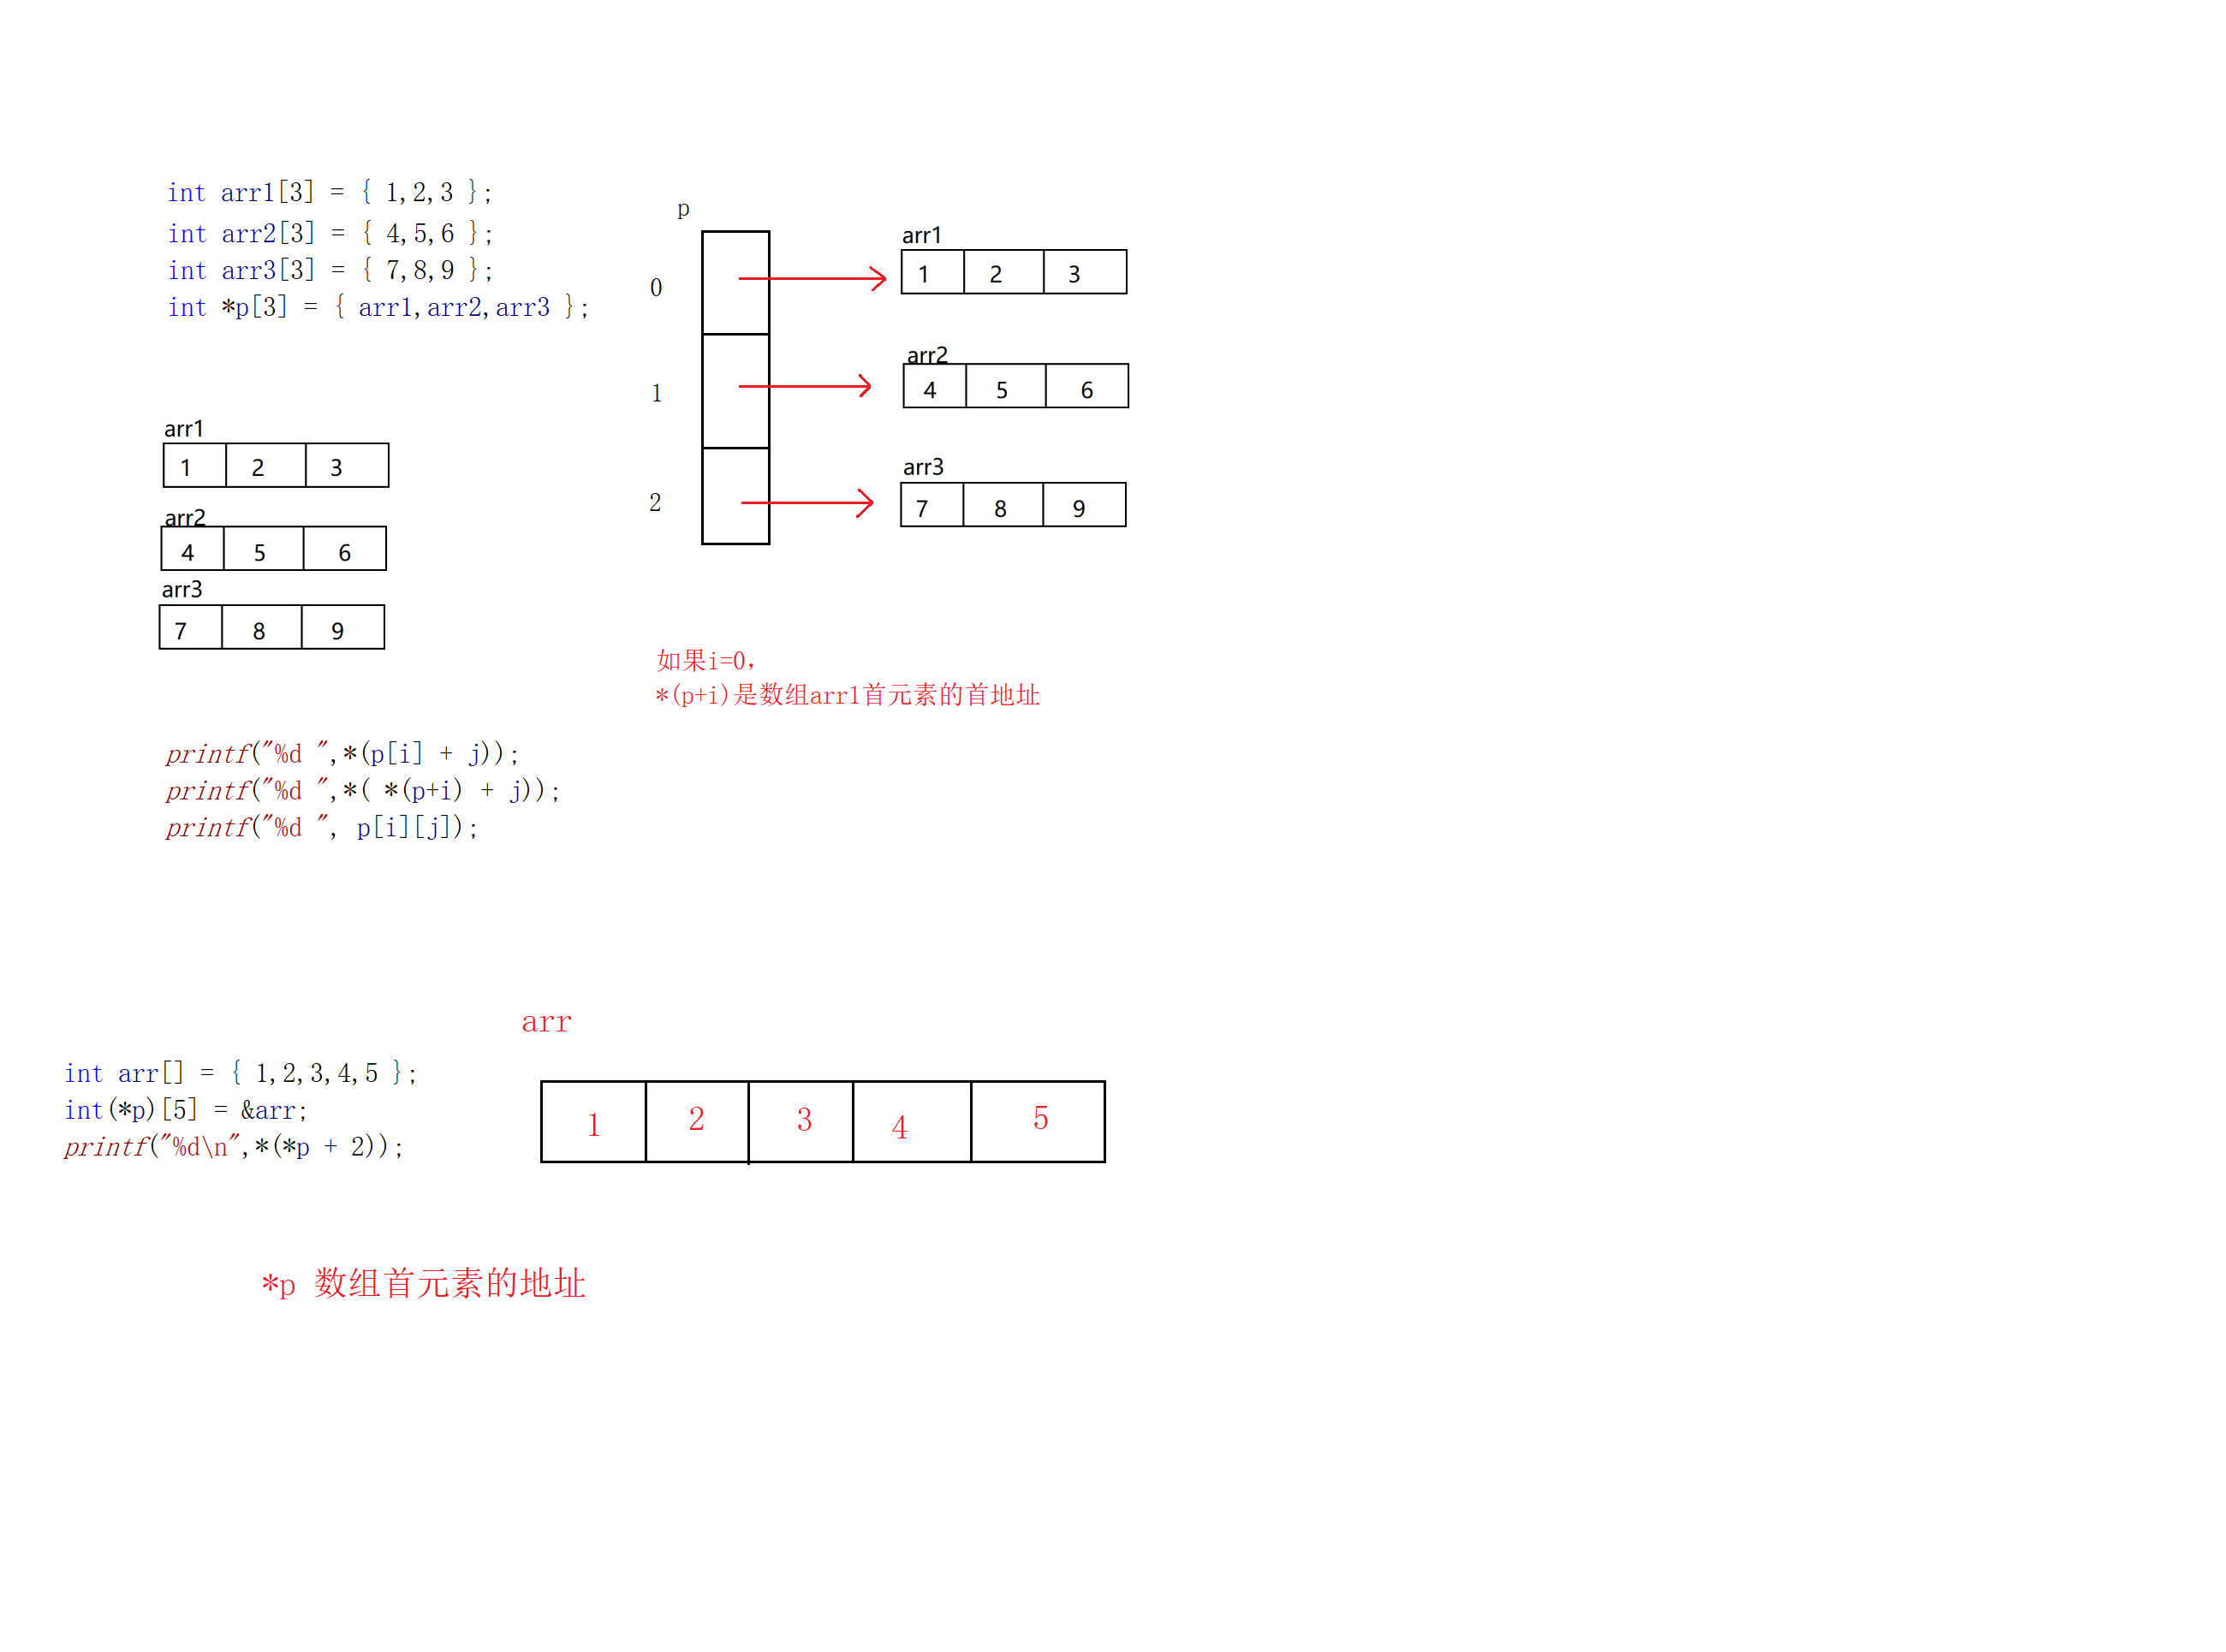 int arr1[3] = { 1,2,3 };
int arr2[3] = { 4,5,6 };
int arr3[3] = { 7,8,9 };
int *p[3] = { arr1,arr2,arr3 };
p
0
1
2
arr1
1 2 3
arr2
4 5 6
arr3
7 8 9
arr1
1 2 3
arr2
4 5 6
arr3
7 8 9
如果i=0,
*(p+i)是数组arr1首元素的首地址
printf("%d ",*(p[i] + j));
printf("%d ",*( *(p+i) + j));
printf("%d ", p[i][j]);
arr
int arr[] = { 1,2,3,4,5 };
int(*p)[5] = &arr;
printf("%d\n",*(*p + 2));
1 2 3 4 5
*p 数组首元素的地址